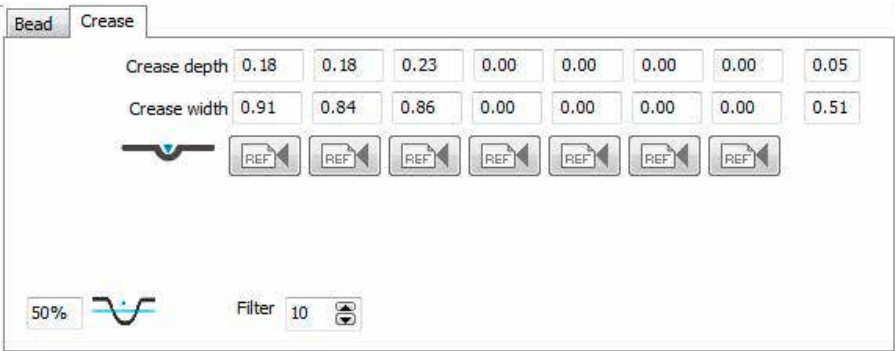 Bead Crease
Crease depth 0.18 0.18 0.23 0.00 0.00 0.00 0.00 0.05
Crease width 0.91 0.84 0.86 0.00 0.00 0.00 0.00 0.51
REF REF REF REF REF REF REF
50% Filter 10